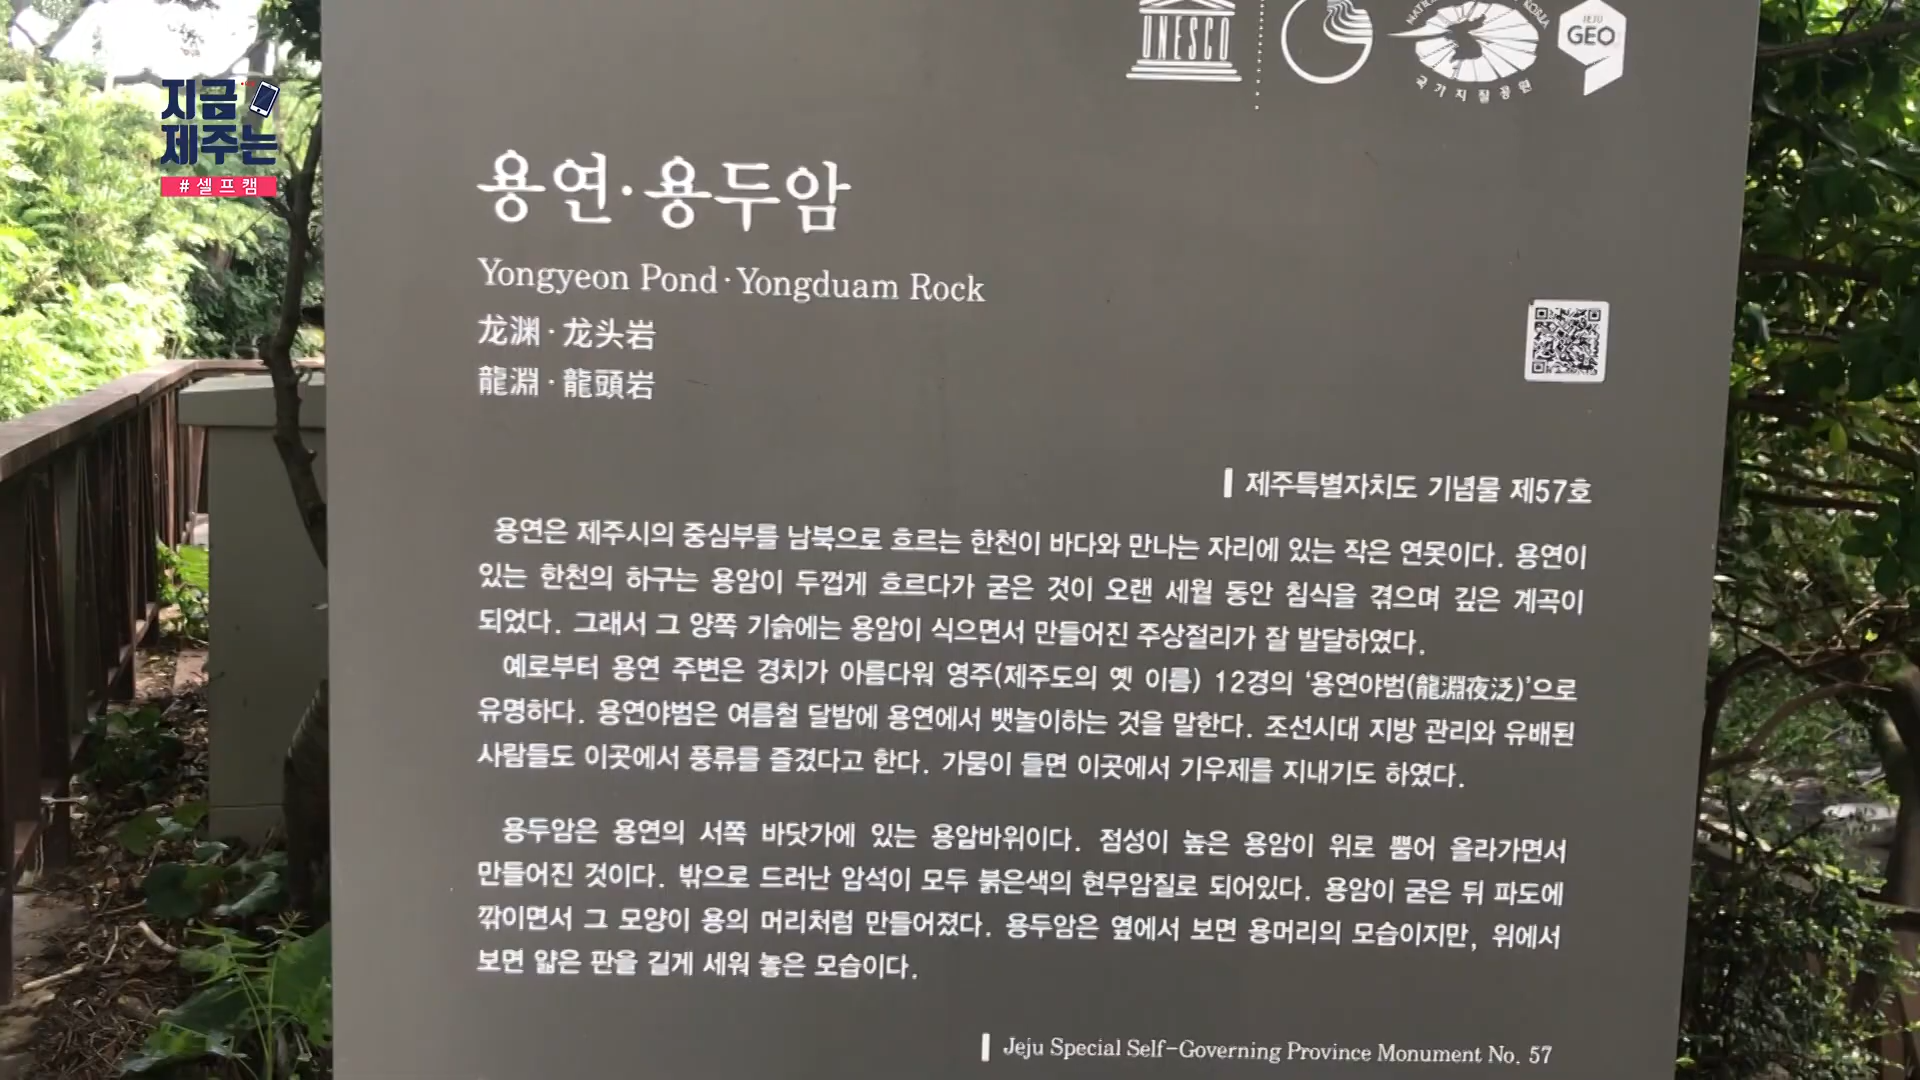 UNESCO
국가지질공원
JEJU
GEO
지금
제주는
#셀프캠
용연·용두암
Yongyeon Pond·Yongduam Rock
龙渊·龙头岩
龍淵·龍頭岩
제주특별자치도 기념물 제57호
용연은 제주시의 중심부를 남북으로 흐르는 한천이 바다와 만나는 자리에 있는 작은 연못이다. 용연이
있는 한천의 하구는 용암이 두껍게 흐르다가 굳은 것이 오랜 세월 동안 침식을 겪으며 깊은 계곡이
되었다. 그래서 그 양쪽 기슭에는 용암이 식으면서 만들어진 주상절리가 잘 발달하였다.
예로부터 용연 주변은 경치가 아름다워 영주(제주도의 옛 이름) 12경의 ‘용연야범(龍淵夜泛)’으로
유명하다. 용연야범은 여름철 달밤에 용연에서 뱃놀이하는 것을 말한다. 조선시대 지방 관리와 유배된
사람들도 이곳에서 풍류를 즐겼다고 한다. 가뭄이 들면 이곳에서 기우제를 지내기도 하였다.
용두암은 용연의 서쪽 바닷가에 있는 용암바위이다. 점성이 높은 용암이 위로 뿜어 올라가면서
만들어진 것이다. 밖으로 드러난 암석이 모두 붉은색의 현무암질로 되어있다. 용암이 굳은 뒤 파도에
깎이면서 그 모양이 용의 머리처럼 만들어졌다. 용두암은 옆에서 보면 용머리의 모습이지만, 위에서
보면 얇은 판을 길게 세워 놓은 모습이다.
Jeju Special Self-Governing Province Monument No. 57